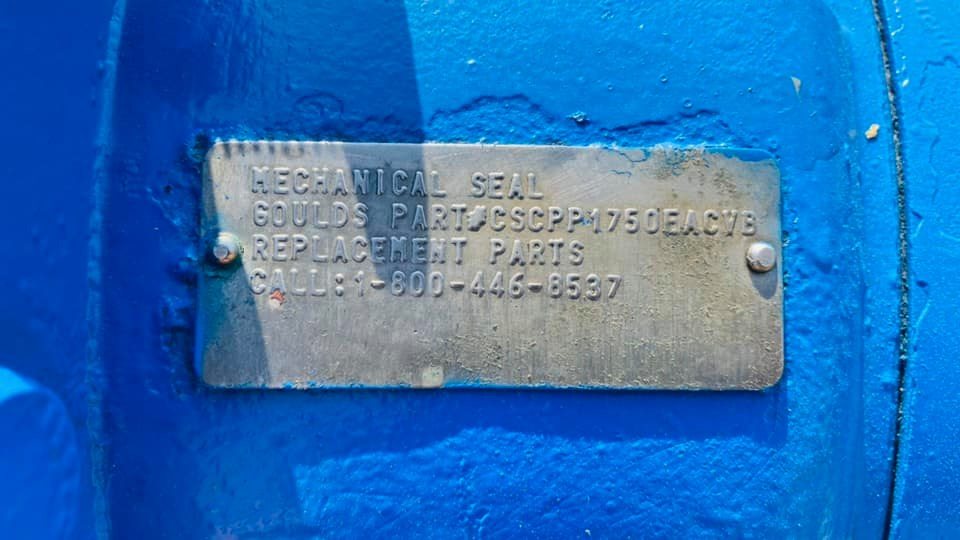 MECHANICAL SEAL
GOULDS PART#CSCPP1750EACVB
REPLACEMENT PARTS
CALL:1-800-446-8537